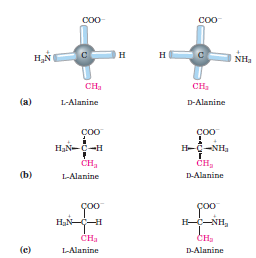 COO⁻ COO⁻
H₃N⁺ C H H C NH₃⁺
CH₃ CH₃
(a) L-Alanine D-Alanine
COO⁻ COO⁻
H₃N⁺ C H H C NH₃⁺
CH₃ CH₃
(b) L-Alanine D-Alanine
COO⁻ COO⁻
H₃N⁺ C H H C NH₃⁺
CH₃ CH₃
(c) L-Alanine D-Alanine